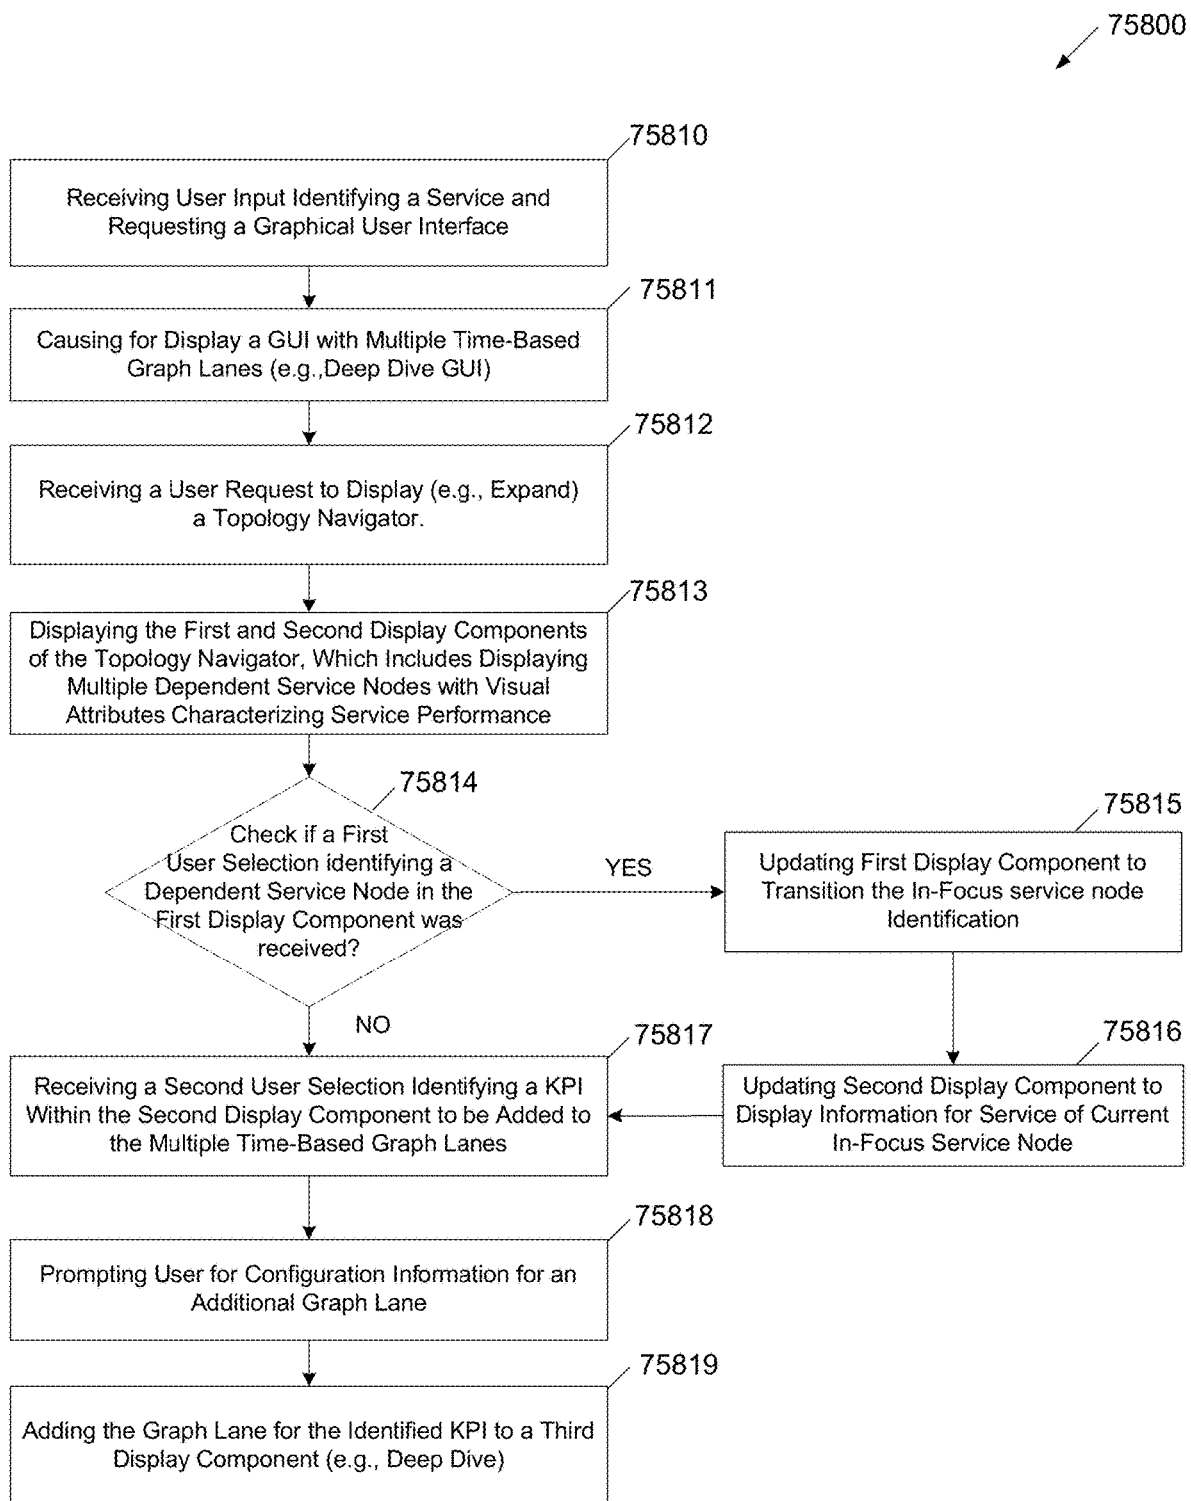 75800
75810
Receiving User Input Identifying a Service and
Requesting a Graphical User Interface
75811
Causing for Display a GUI with Multiple Time-Based
Graph Lanes (e.g.,Deep Dive GUI)
75812
Receiving a User Request to Display (e.g., Expand)
a Topology Navigator.
75813
Displaying the First and Second Display Components
of the Topology Navigator, Which Includes Displaying
Multiple Dependent Service Nodes with Visual
Attributes Characterizing Service Performance
75814
Check if a First
User Selection identifying a
Dependent Service Node in the
First Display Component was
received?
YES
75815
Updating First Display Component to
Transition the In-Focus service node
Identification
NO
75816
Updating Second Display Component to
Display Information for Service of Current
In-Focus Service Node
75817
Receiving a Second User Selection Identifying a KPI
Within the Second Display Component to be Added to
the Multiple Time-Based Graph Lanes
75818
Prompting User for Configuration Information for an
Additional Graph Lane
75819
Adding the Graph Lane for the Identified KPI to a Third
Display Component (e.g., Deep Dive)